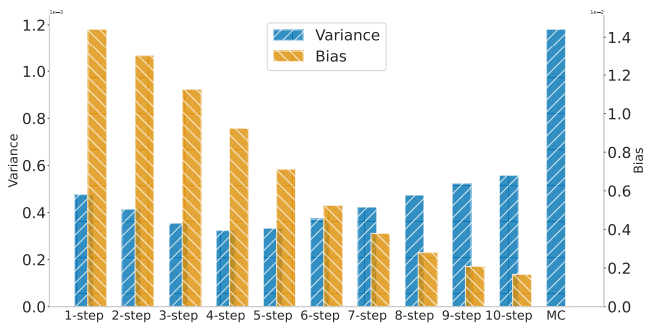 1e−3
1e−2
1.2
1.0
0.8
0.6
0.4
0.2
0.0
Variance
Variance
Bias
1.4
1.2
1.0
0.8
0.6
0.4
0.2
0.0
Bias
1-step 2-step 3-step 4-step 5-step 6-step 7-step 8-step 9-step 10-step MC